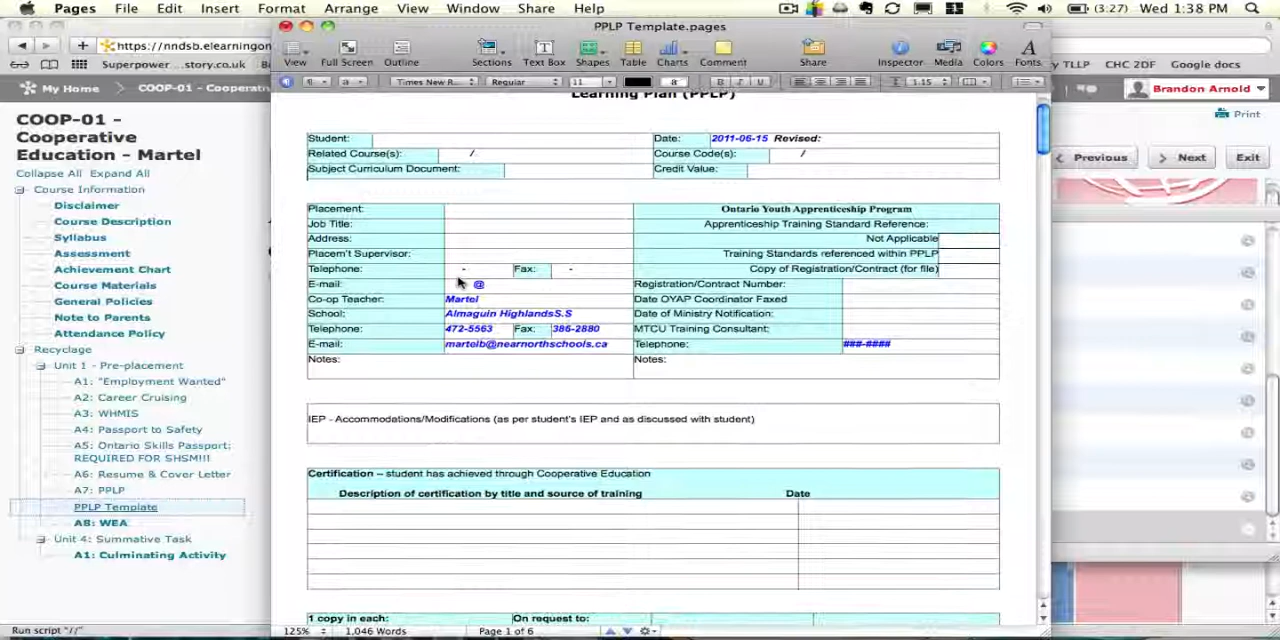 Pages File Edit Insert Format Arrange View Window Share Help (3:27) Wed 1:38 PM
PPLP Template.pages
https://nndsb.elearningon
View Full Screen Outline Sections Text Box Shapes Table Charts Comment Share Inspector Media Colors Fonts
Superpower ...story.co.uk
TLLP CHC 2DF Google docs
Times New R... Regular 11 a B I U 1.15
My Home COOP-01 - Cooperativ
Brandon Arnold
Print
Previous Next Exit
COOP-01 - Cooperative Education - Martel
Collapse All Expand All
Course Information
Disclaimer
Course Description
Syllabus
Assessment
Achievement Chart
Course Materials
General Policies
Note to Parents
Attendance Policy
Recyclage
Unit 1 - Pre-placement
A1: "Employment Wanted"
A2: Career Cruising
A3: WHMIS
A4: Passport to Safety
A5: Ontario Skills Passport:
REQUIRED FOR SHSM!!!
A6: Resume & Cover Letter
A7: PPLP
PPLP Template
A8: WEA
Unit 4: Summative Task
A1: Culminating Activity
Run script "//"
Learning Plan (PPLP)
Student: Date: 2011-06-15 Revised:
Related Course(s): / Course Code(s): /
Subject Curriculum Document: Credit Value:
Placement: Ontario Youth Apprenticeship Program
Job Title: Apprenticeship Training Standard Reference:
Address: Not Applicable
Placem't Supervisor: Training Standards referenced within PPLP
Telephone: - Fax: - Copy of Registration/Contract (for file)
E-mail: @ Registration/Contract Number:
Co-op Teacher: Martel Date OYAP Coordinator Faxed
School: Almaguin HighlandsS.S Date of Ministry Notification:
Telephone: 472-5563 Fax: 386-2880 MTCU Training Consultant:
E-mail: martelb@nearnorthschools.ca Telephone: ###-####
Notes: Notes:
IEP - Accommodations/Modifications (as per student's IEP and as discussed with student)
Certification – student has achieved through Cooperative Education
Description of certification by title and source of training Date
1 copy in each: On request to:
125% 1,046 Words Page 1 of 6